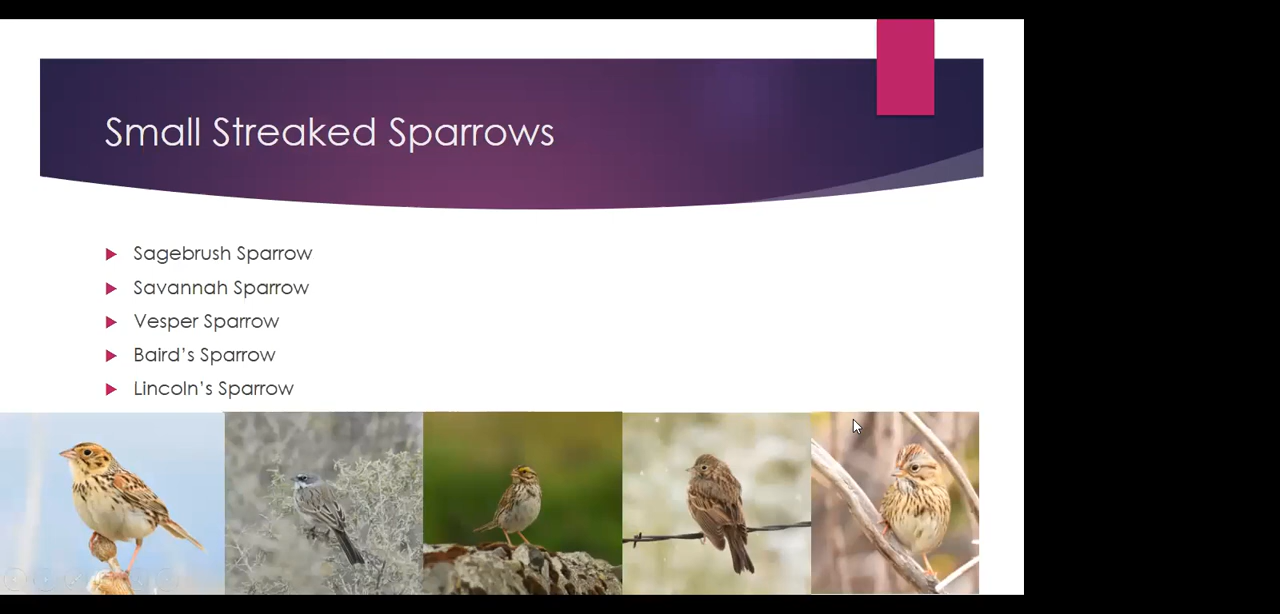 Small Streaked Sparrows
Sagebrush Sparrow
Savannah Sparrow
Vesper Sparrow
Baird’s Sparrow
Lincoln’s Sparrow